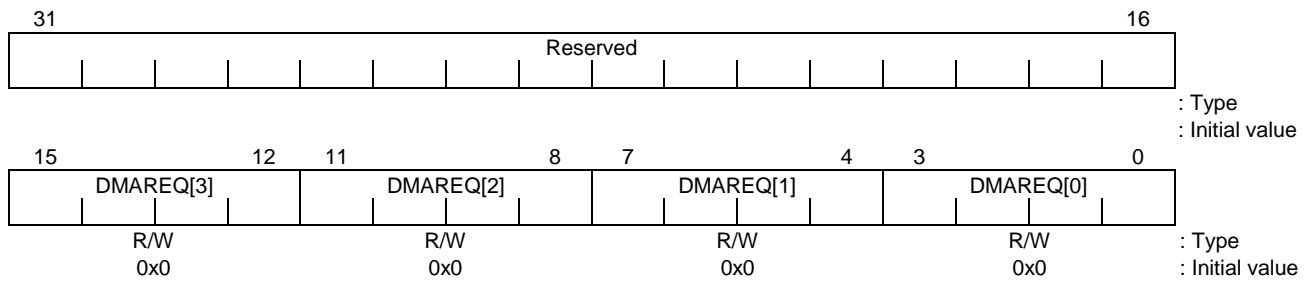 31 16
Reserved
: Type
: Initial value
15 12 11 8 7 4 3 0
DMAREQ[3] DMAREQ[2] DMAREQ[1] DMAREQ[0]
R/W R/W R/W R/W : Type
0x0 0x0 0x0 0x0 : Initial value